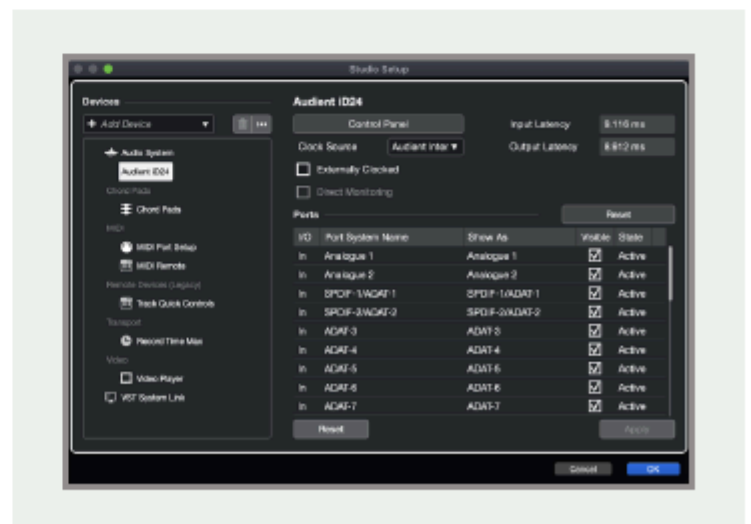 Studio Setup
Devices
Add Device
Audio System
Audient iD24
Chord Pads
Chord Pads
MIDI
MIDI Port Setup
MIDI Remote
Remote Devices (Legacy)
Track Quick Controls
Transport
Record Time Max
Video
Video Player
VST System Link
Audient iD24
Control Panel
Input Latency
Clock Source
Output Latency
Externally Clocked
Direct Monitoring
Ports
Reset
I/O Port System Name Show As Visible State
In Analogue 1 Analogue 1 Active
In Analogue 2 Analogue 2 Active
In SPDIF-1/ADAT-1 SPDIF-1/ADAT-1 Active
In SPDIF-2/ADAT-2 SPDIF-2/ADAT-2 Active
In ADAT-3 ADAT-3 Active
In ADAT-4 ADAT-4 Active
In ADAT-5 ADAT-5 Active
In ADAT-6 ADAT-6 Active
In ADAT-7 ADAT-7 Active
Reset
Apply
Cancel
OK